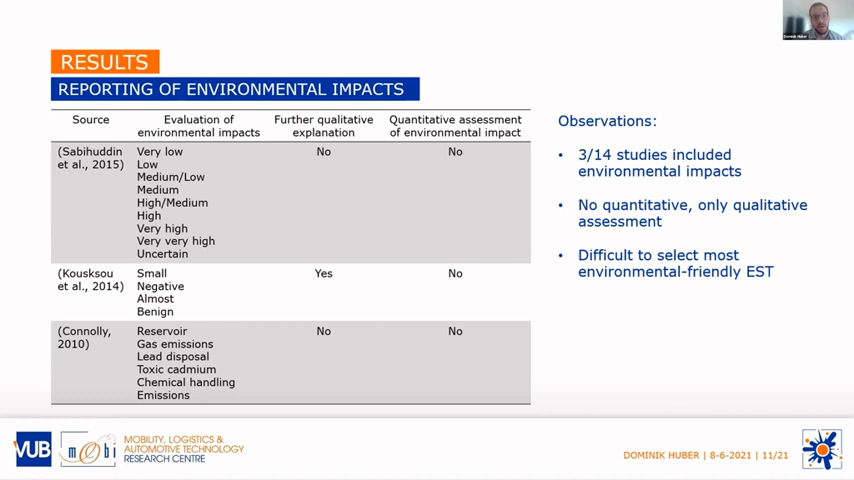 Dominik Huber
RESULTS
REPORTING OF ENVIRONMENTAL IMPACTS
Source
Evaluation of
environmental impacts
Further qualitative
explanation
Quantitative assessment
of environmental impact
(Sabihuddin
et al., 2015)
Very low
Low
Medium/Low
Medium
High/Medium
High
Very high
Very very high
Uncertain
No
No
(Kousksou
et al., 2014)
Small
Negative
Almost
Benign
Yes
No
(Connolly,
2010)
Reservoir
Gas emissions
Lead disposal
Toxic cadmium
Chemical handling
Emissions
No
No
Observations:
• 3/14 studies included
environmental impacts
• No quantitative, only qualitative
assessment
• Difficult to select most
environmental-friendly EST
VUB
mobi
MOBILITY, LOGISTICS &
AUTOMOTIVE TECHNOLOGY
RESEARCH CENTRE
DOMINIK HUBER | 8-6-2021 | 11/21